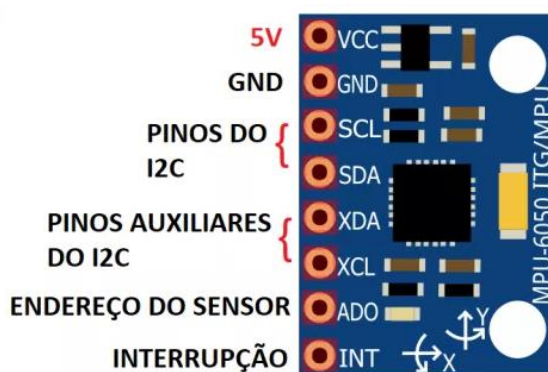 5V VCC
GND GND
PINOS DO
I2C
SCL
SDA
PINOS AUXILIARES
DO I2C
XDA
XCL
ENDEREÇO DO SENSOR ADO
INTERRUPÇÃO INT
X
Y
MPU-6050 ITG/MPU